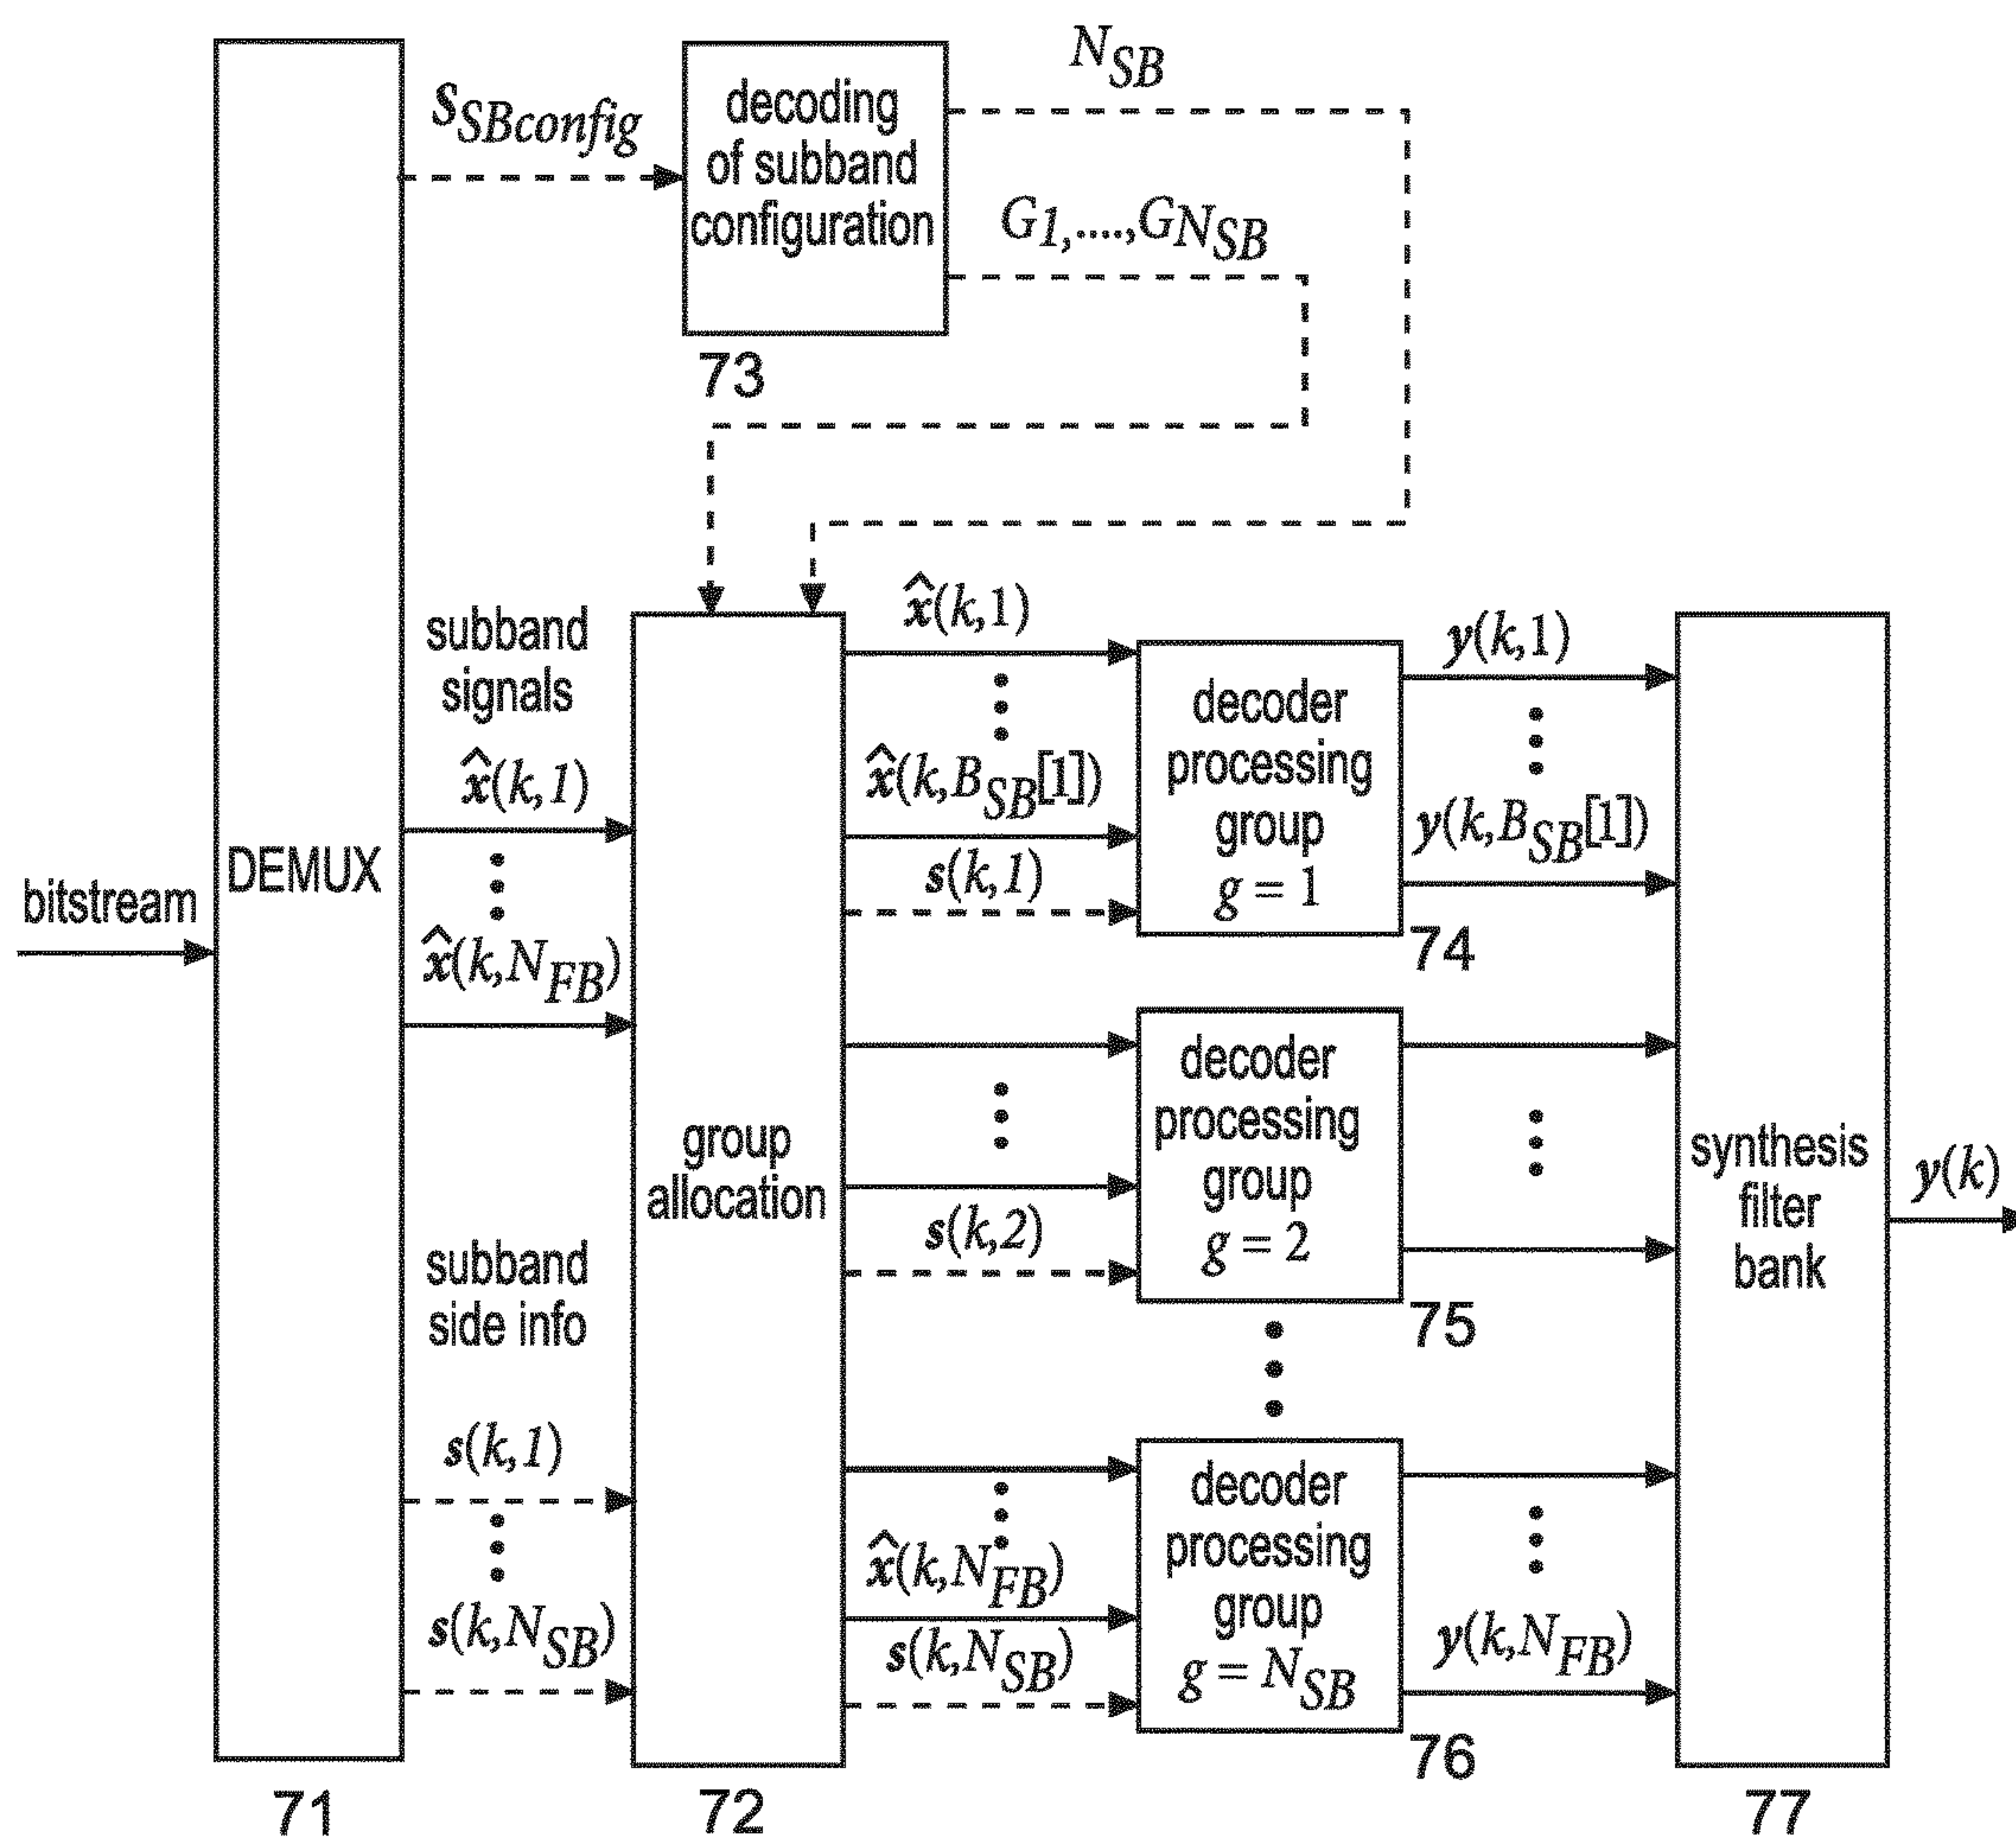 bitstream
DEMUX
71
s_SBconfig
decoding
of subband
configuration
73
N_SB
G_1,....,G_N_SB
subband
signals
x̂(k,1)
x̂(k,N_FB)
subband
side info
s(k,1)
s(k,N_SB)
group
allocation
72
x̂(k,1)
x̂(k,B_SB[1])
s(k,1)
decoder
processing
group
g = 1
74
y(k,1)
y(k,B_SB[1])
s(k,2)
decoder
processing
group
g = 2
75
x̂(k,N_FB)
s(k,N_SB)
decoder
processing
group
g = N_SB
76
y(k,N_FB)
synthesis
filter
bank
77
y(k)